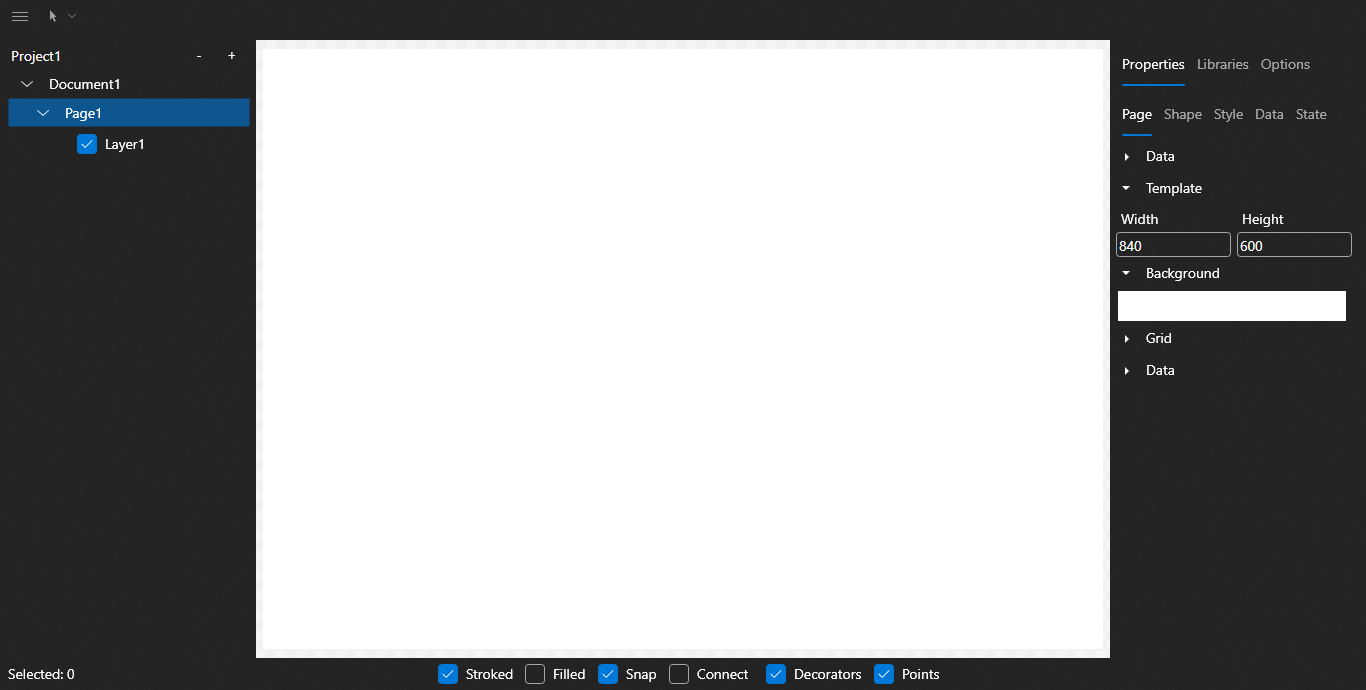 Project1 - +
Document1
Page1
Layer1
Properties Libraries Options
Page Shape Style Data State
Data
Template
Width Height
840 600
Background
Grid
Data
Selected: 0
Stroked Filled Snap Connect Decorators Points